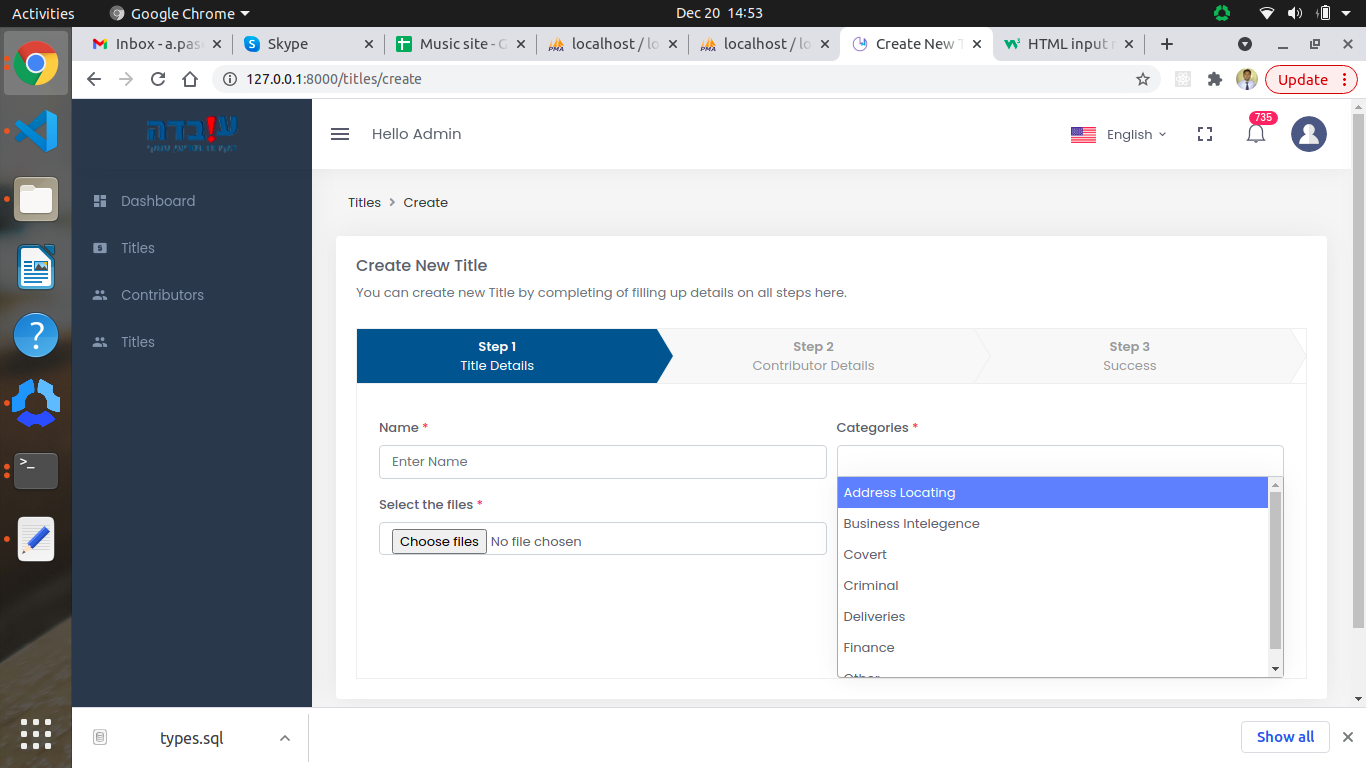 Activities
Google Chrome
Dec 20 14:53
Inbox - a.pas
Skype
Music site - G
localhost / lo
localhost / lo
Create New T
HTML input
127.0.0.1:8000/titles/create
Update
עובדה
Hello Admin
English
735
Dashboard
Titles
Contributors
Titles
Titles > Create
Create New Title
You can create new Title by completing of filling up details on all steps here.
Step 1
Title Details
Step 2
Contributor Details
Step 3
Success
Name *
Enter Name
Categories *
Select the files *
Choose files No file chosen
Address Locating
Business Intelegence
Covert
Criminal
Deliveries
Finance
Other
types.sql
Show all